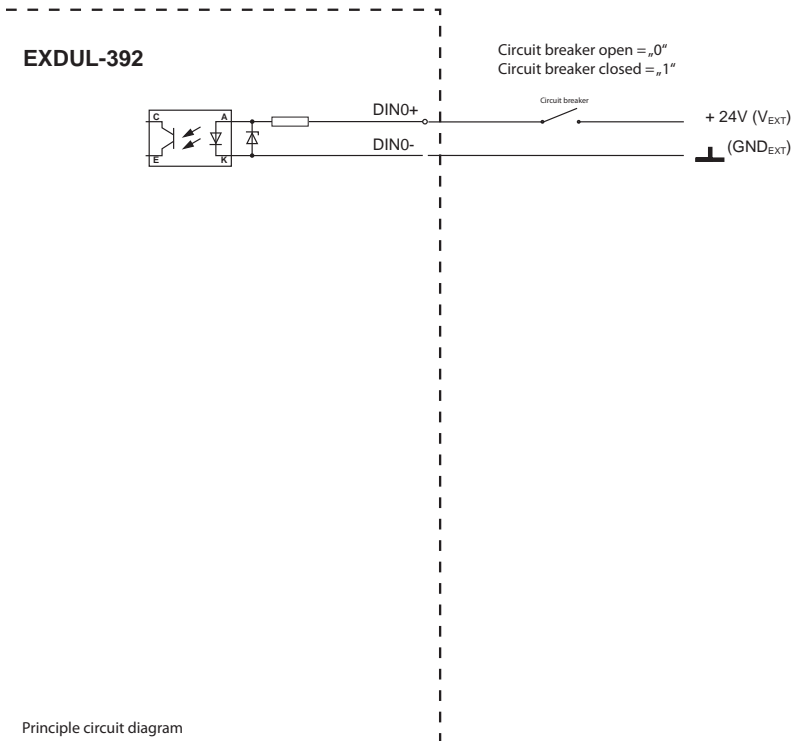 EXDUL-392
Circuit breaker open = „0“
Circuit breaker closed = „1“
Circuit breaker
C
A
E
K
DIN0+
DIN0-
+ 24V (VEXT)
(GNDEXT)
Principle circuit diagram